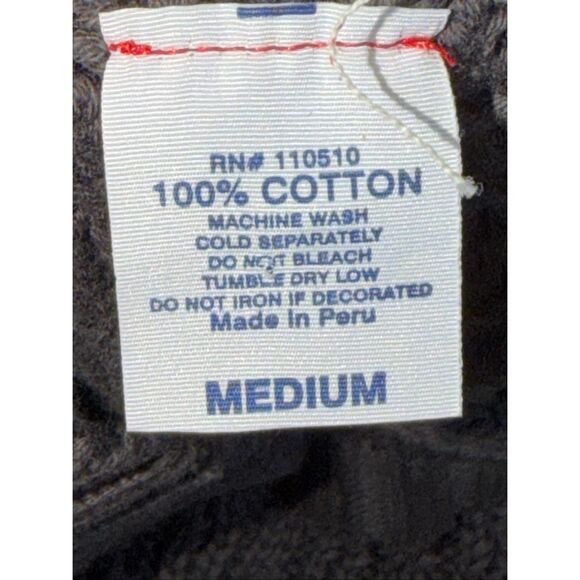 RN# 110510
100% COTTON
MACHINE WASH
COLD SEPARATELY
DO NOT BLEACH
TUMBLE DRY LOW
DO NOT IRON IF DECORATED
Made In Peru
MEDIUM